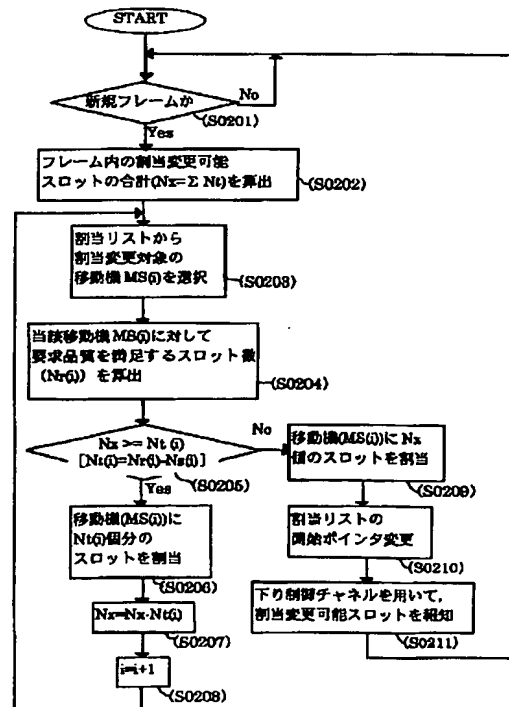 START
新規フレームか
No
(S0201)
Yes
フレーム内の割当変更可能
スロットの合計(Nx=Σ Nt)を算出
(S0202)
割当リストから
割当変更対象の
移動機 MS(i)を選択
(S0203)
当該移動機 MS(i)に対して
要求品質を満足するスロット数
(Nr(i)) を算出
(S0204)
Nx >= Nt (i)
[Nt(i)=Nr(i)-Ns(i)]
No
(S0205)
Yes
移動機(MS(i))に
Nt(i)個分の
スロットを割当
(S0206)
Nx=Nx-Nt(i)
(S0207)
i=i+1
(S0208)
移動機(MS(i))に Nx
個のスロットを割当
(S0209)
割当リストの
開始ポインタ変更
(S0210)
下り制御チャネルを用いて、
割当変更可能スロットを報知
(S0211)